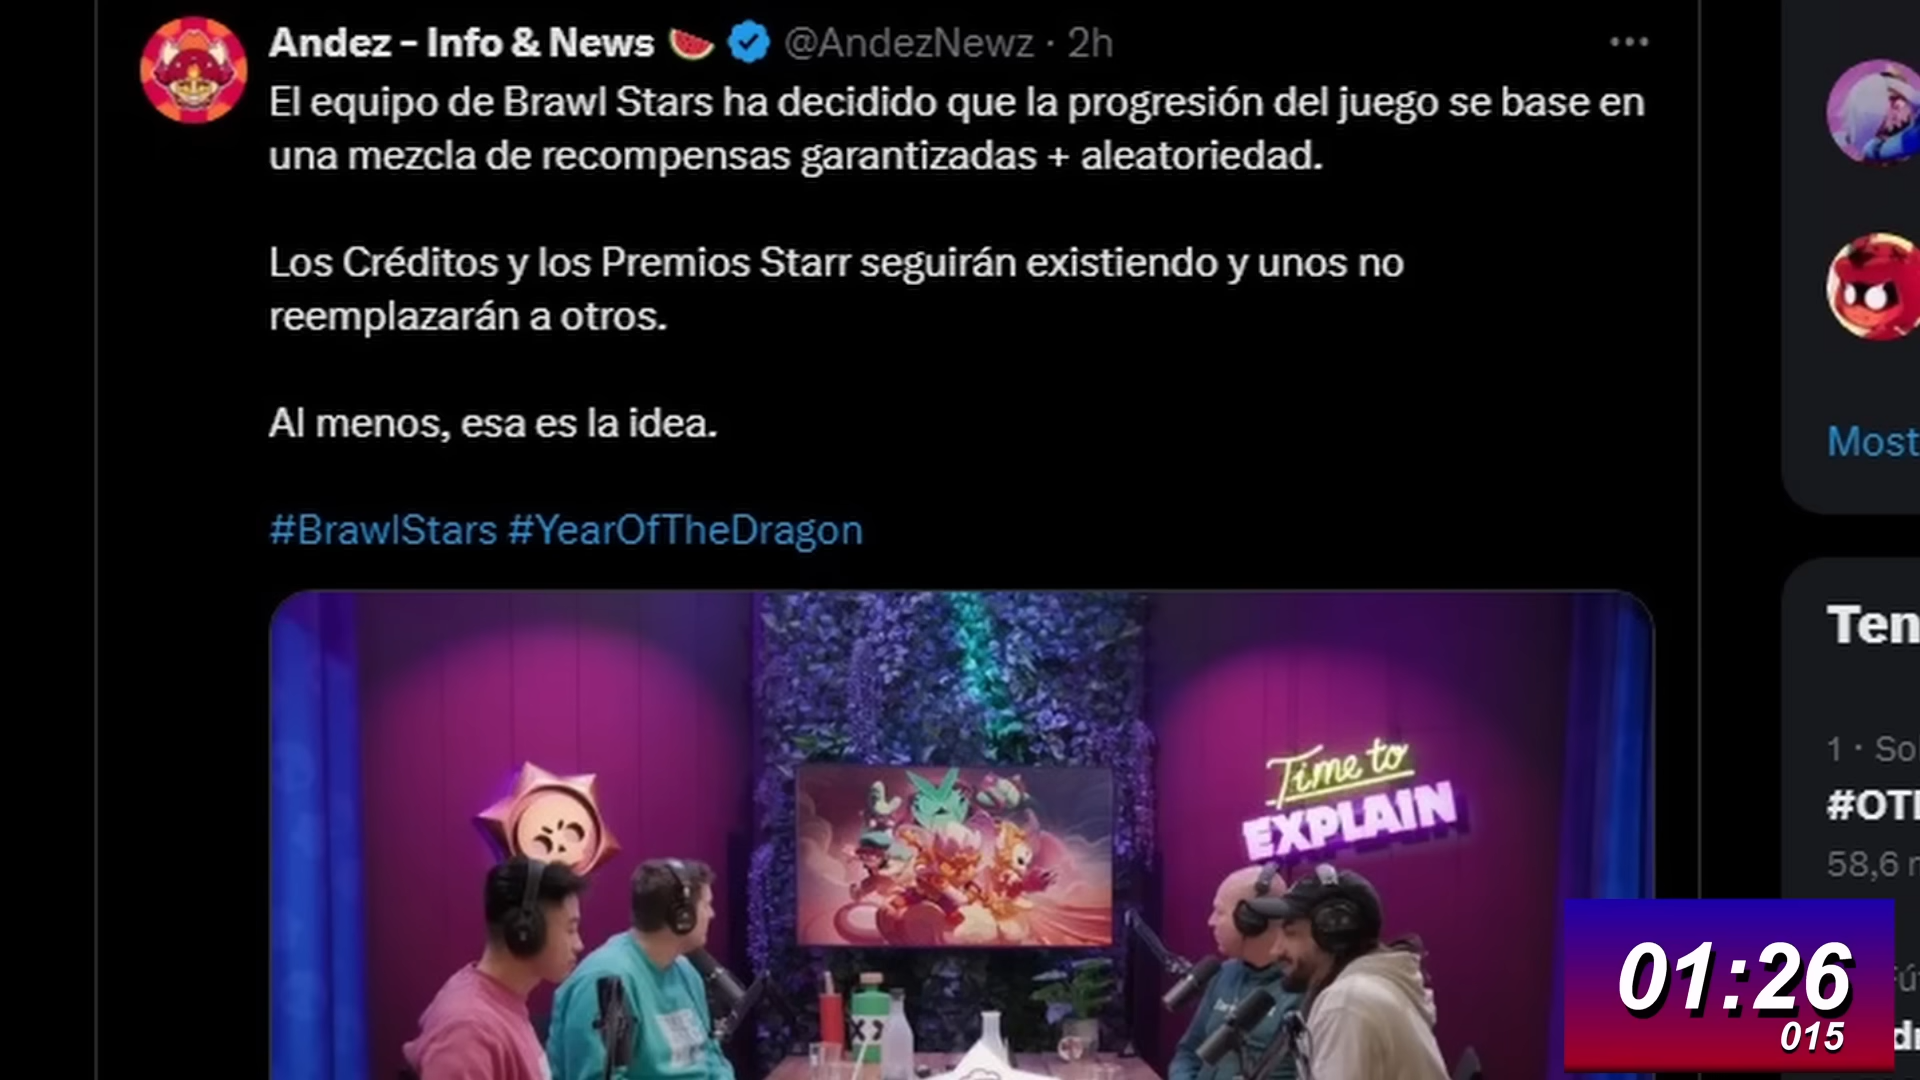 Andez - Info & News 🍉 @AndezNewz · 2h
El equipo de Brawl Stars ha decidido que la progresión del juego se base en
una mezcla de recompensas garantizadas + aleatoriedad.
Los Créditos y los Premios Starr seguirán existiendo y unos no
reemplazarán a otros.
Al menos, esa es la idea.
#BrawlStars #YearOfTheDragon
Time to
EXPLAIN
Most
Ten
1 · So
#OT
58,6
01:26
015